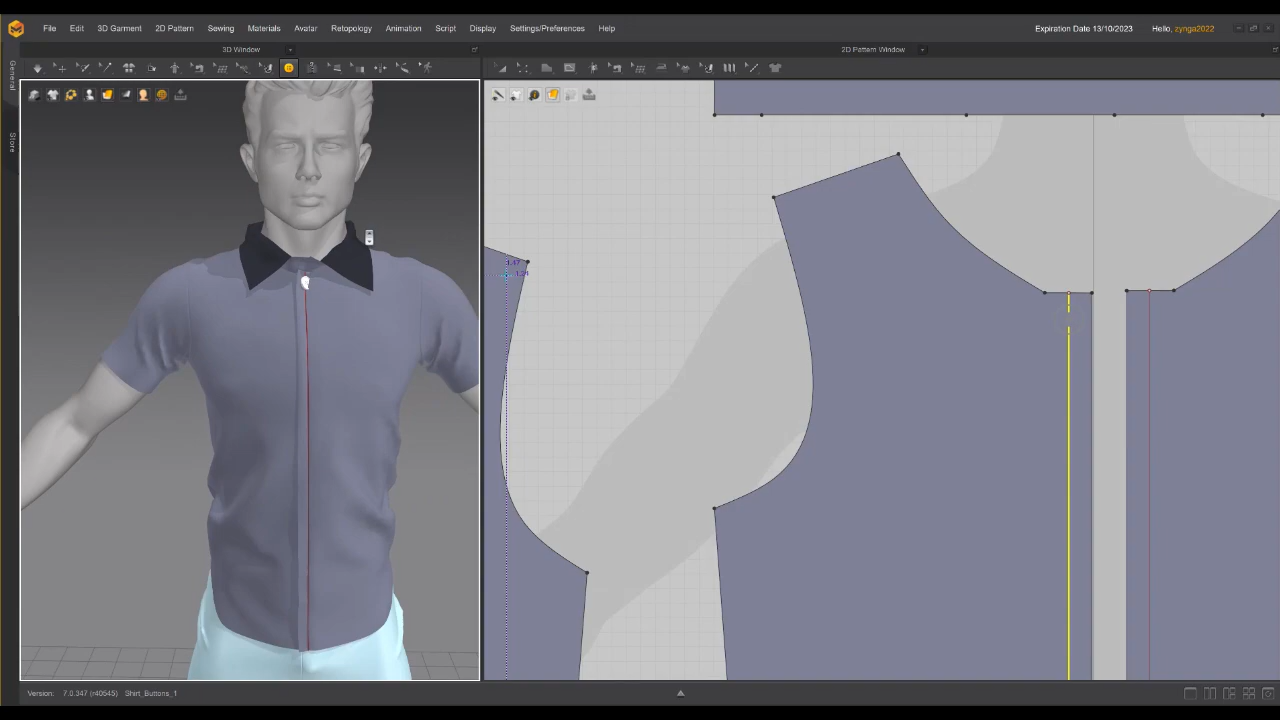 File Edit 3D Garment 2D Pattern Sewing Materials Avatar Retopology Animation Script Display Settings/Preferences Help Expiration Date 13/10/2023 Hello, zynga2022
3D Window 2D Pattern Window
General
Store
Version: 7.0.347 (r40545) Shirt_Buttons_1